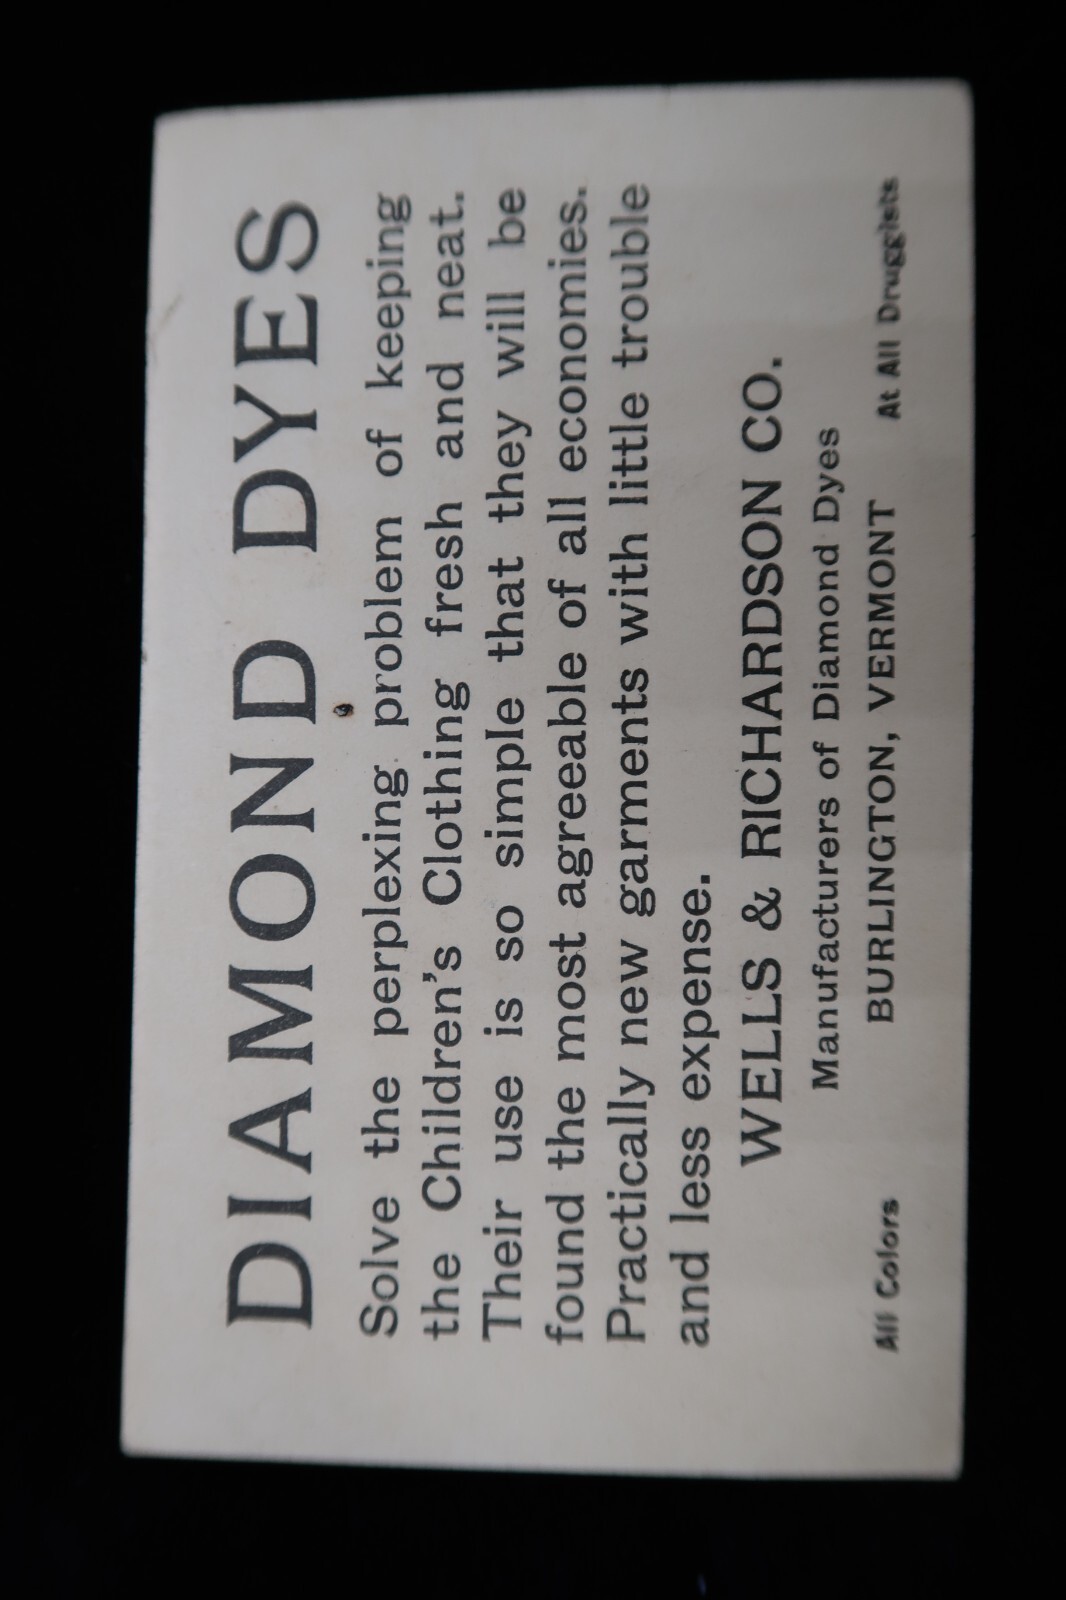 DIAMOND DYES
Solve the perplexing problem of keeping
the Children's Clothing fresh and neat.
Their use is so simple that they will be
found the most agreeable of all economies.
Practically new garments with little trouble
and less expense.
WELLS & RICHARDSON CO.
Manufacturers of Diamond Dyes
All Colors BURLINGTON, VERMONT At All Druggists